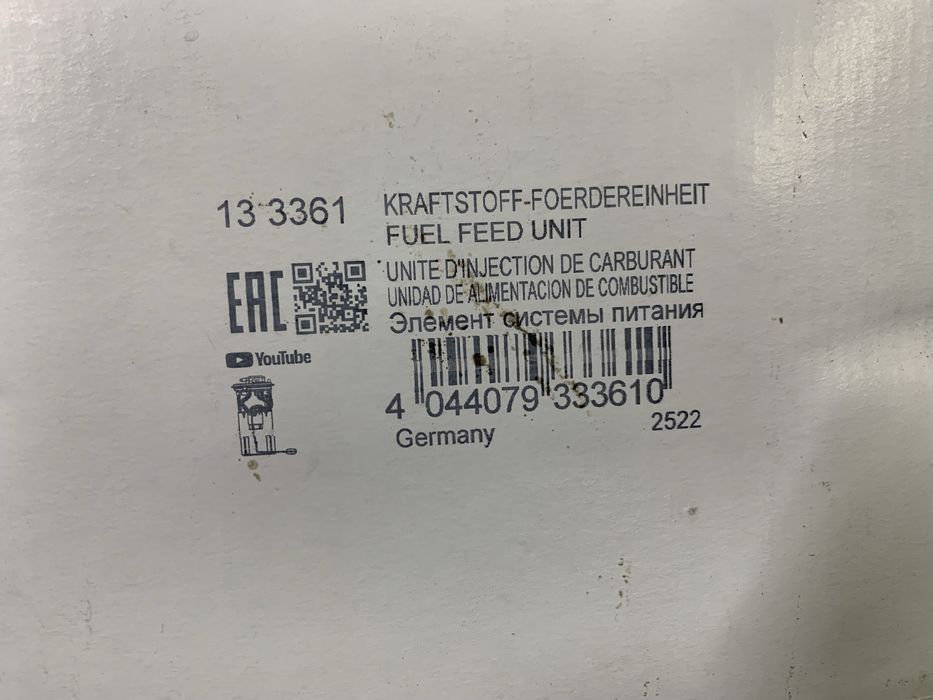 13 3361
KRAFTSTOFF-FOERDEREINHEIT
FUEL FEED UNIT
UNITE D'INJECTION DE CARBURANT
UNIDAD DE ALIMENTACION DE COMBUSTIBLE
Элемент системы питания
EAC
YouTube
4 044079 333610
Germany
2522